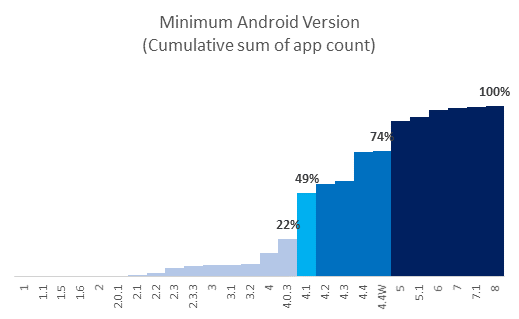 Minimum Android Version
(Cumulative sum of app count)
100%
74%
49%
22%
1 1.1 1.5 1.6 2 2.0.1 2.1 2.2 2.3 2.3.3 3 3.1 3.2 4 4.0.3 4.1 4.2 4.3 4.4 4.4W 5 5.1 6 7 7.1 8